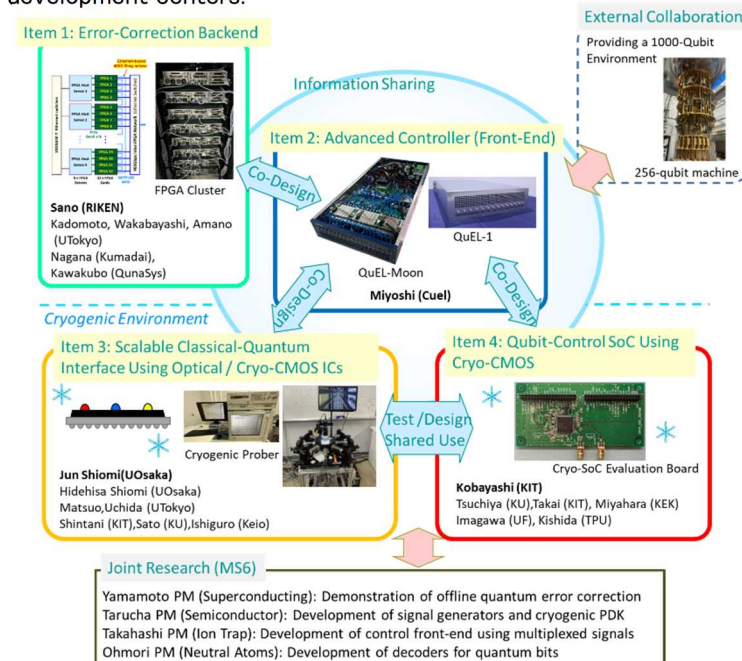 development centers.
External Collaboration
Providing a 1000-Qubit
Environment
256-qubit machine
Item 1: Error-Correction Backend
FPGA Cluster
Sano (RIKEN)
Kadomoto, Wakabayashi, Amano
(UTokyo)
Nagana (Kumadai),
Kawakubo (QunaSys)
Information Sharing
Item 2: Advanced Controller (Front-End)
QuEL-1
QuEL-Moon
Miyoshi (Cuel)
Co-Design
Co-Design
Co-Design
Cryogenic Environment
Item 3: Scalable Classical-Quantum
Interface Using Optical / Cryo-CMOS ICs
Cryogenic Prober
Jun Shiomi(UOsaka)
Hidehisa Shiomi (UOsaka)
Matsuo,Uchida (UTokyo)
Shintani (KIT),Sato (KU),Ishiguro (Keio)
Test /Design
Shared Use
Item 4: Qubit-Control SoC Using
Cryo-CMOS
Cryo-SoC Evaluation Board
Kobayashi (KIT)
Tsuchiya (KU),Takai (KIT), Miyahara (KEK)
Imagawa (UF), Kishida (TPU)
Joint Research (MS6)
Yamamoto PM (Superconducting): Demonstration of offline quantum error correction
Tarucha PM (Semiconductor): Development of signal generators and cryogenic PDK
Takahashi PM (Ion Trap): Development of control front-end using multiplexed signals
Ohmori PM (Neutral Atoms): Development of decoders for quantum bits